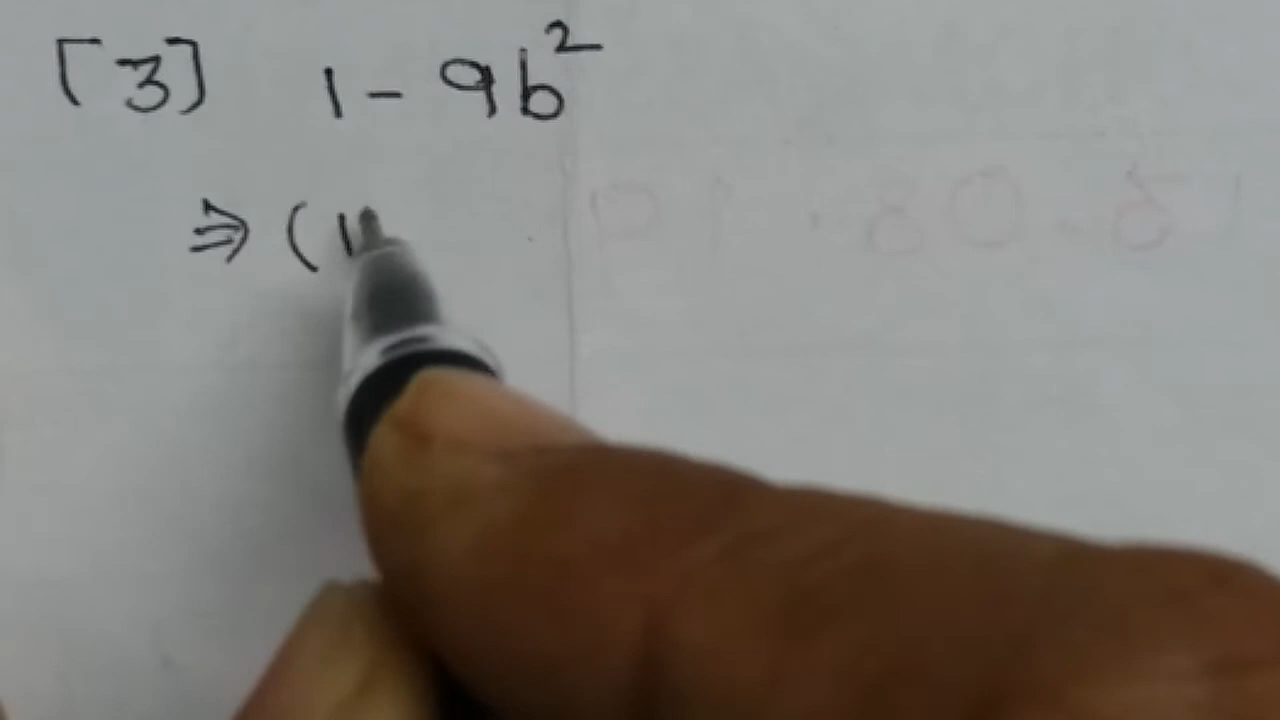 [3] 1 - 9b²
⇒ (1